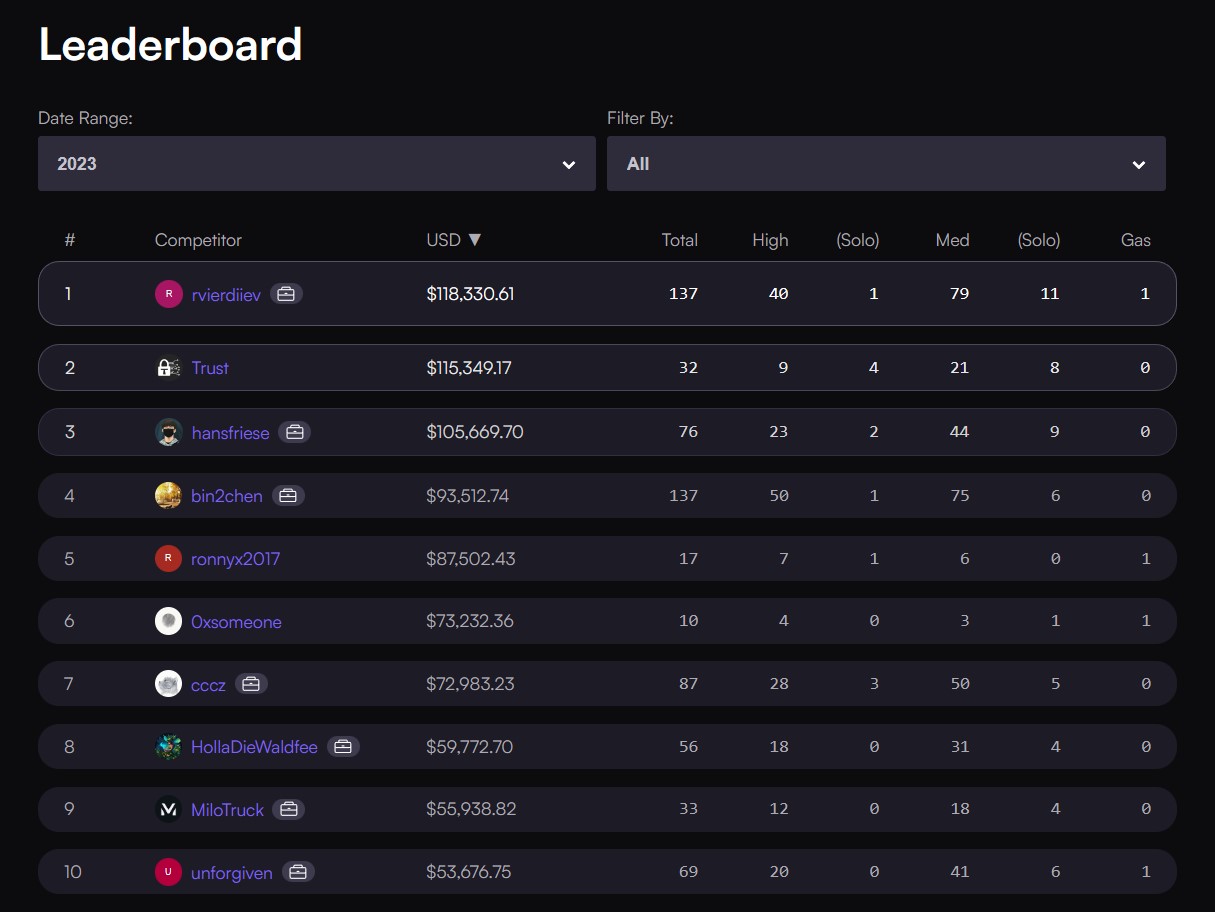 Leaderboard
Date Range: Filter By:
2023 All
# Competitor USD ▼ Total High (Solo) Med (Solo) Gas
1 R rvierdiiev $118,330.61 137 40 1 79 11 1
2 Trust $115,349.17 32 9 4 21 8 0
3 hansfriese $105,669.70 76 23 2 44 9 0
4 bin2chen $93,512.74 137 50 1 75 6 0
5 R ronnyx2017 $87,502.43 17 7 1 6 0 1
6 0xsomeone $73,232.36 10 4 0 3 1 1
7 cccz $72,983.23 87 28 3 50 5 0
8 HollaDieWaldfee $59,772.70 56 18 0 31 4 0
9 M MiloTruck $55,938.82 33 12 0 18 4 0
10 U unforgiven $53,676.75 69 20 0 41 6 1